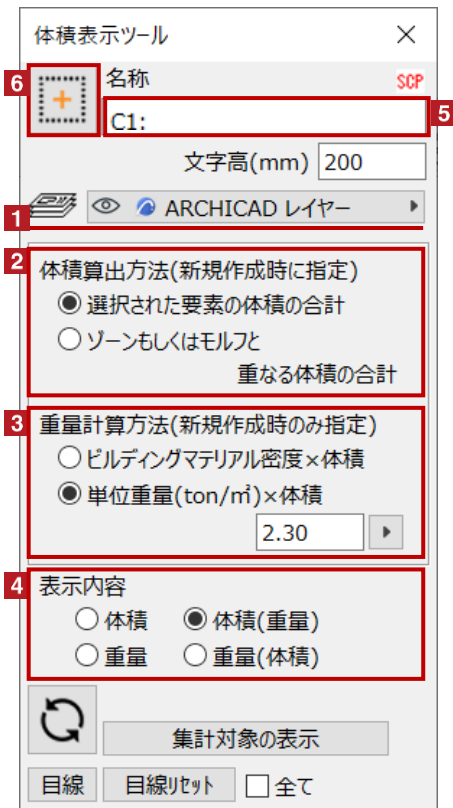 体積表示ツール
6
名称
SCP
C1:
5
文字高(mm) 200
ARCHICAD レイヤー
1
2
体積算出方法(新規作成時に指定)
選択された要素の体積の合計
ゾーンもしくはモルフと
重なる体積の合計
3
重量計算方法(新規作成時のみ指定)
ビルディングマテリアル密度×体積
単位重量(ton/㎥)×体積
2.30
4
表示内容
体積 体積(重量)
重量 重量(体積)
集計対象の表示
目線 目線リセット 全て